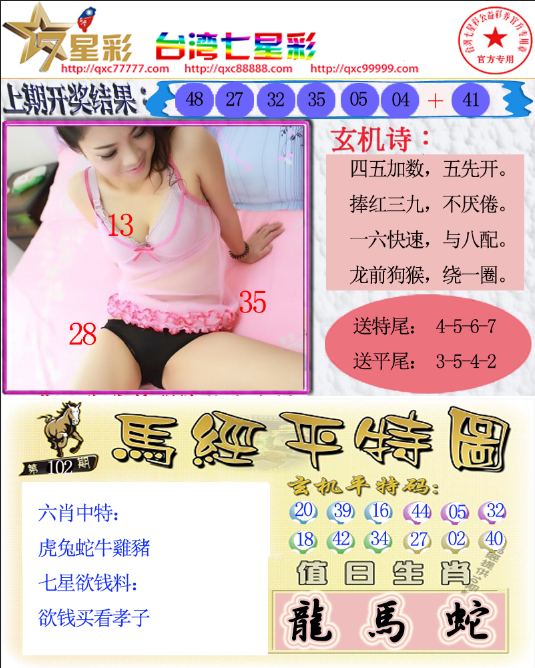 七星彩
台湾七星彩
http://qxc77777.com http://qxc88888.com http://qxc99999.com
官方专用
上期开奖结果：
48 27 32 35 05 04 + 41
13
35
28
玄机诗：
四五加数，五先开。
捧红三九，不厌倦。
一六快速，与八配。
龙前狗猴，绕一圈。
送特尾： 4-5-6-7
送平尾： 3-5-4-2
第 102 期
馬經平特圖
六肖中特：
虎兔蛇牛雞豬
七星欲钱料：
欲钱买看孝子
玄机平特码：
20 39 16 44 05 32
18 42 34 27 02 40
值日生肖
龍 馬 蛇